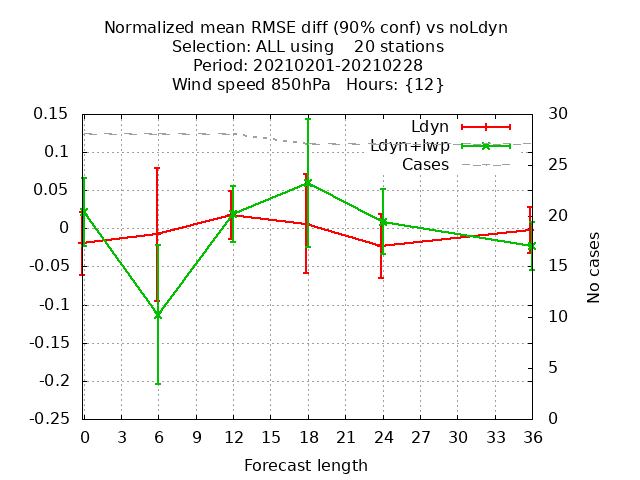 Normalized mean RMSE diff (90% conf) vs noLdyn
Selection: ALL using    20 stations
Period: 20210201-20210228
Wind speed 850hPa   Hours: {12}
0.15
0.1
0.05
0
-0.05
-0.1
-0.15
-0.2
-0.25
30
25
20
15
10
5
0
Ldyn
Ldyn+lwp
Cases
No cases
0 3 6 9 12 15 18 21 24 27 30 33 36
Forecast length